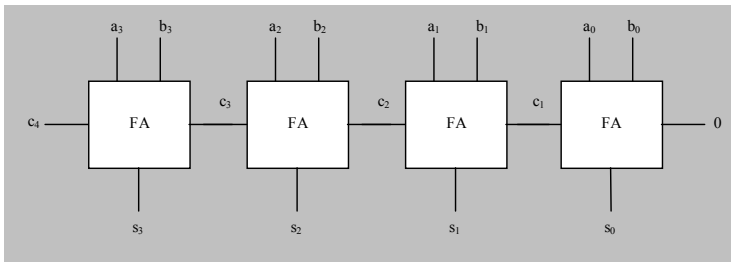 a₃ b₃ a₂ b₂ a₁ b₁ a₀ b₀
c₃ c₂ c₁
c₄ FA FA FA FA 0
s₃ s₂ s₁ s₀